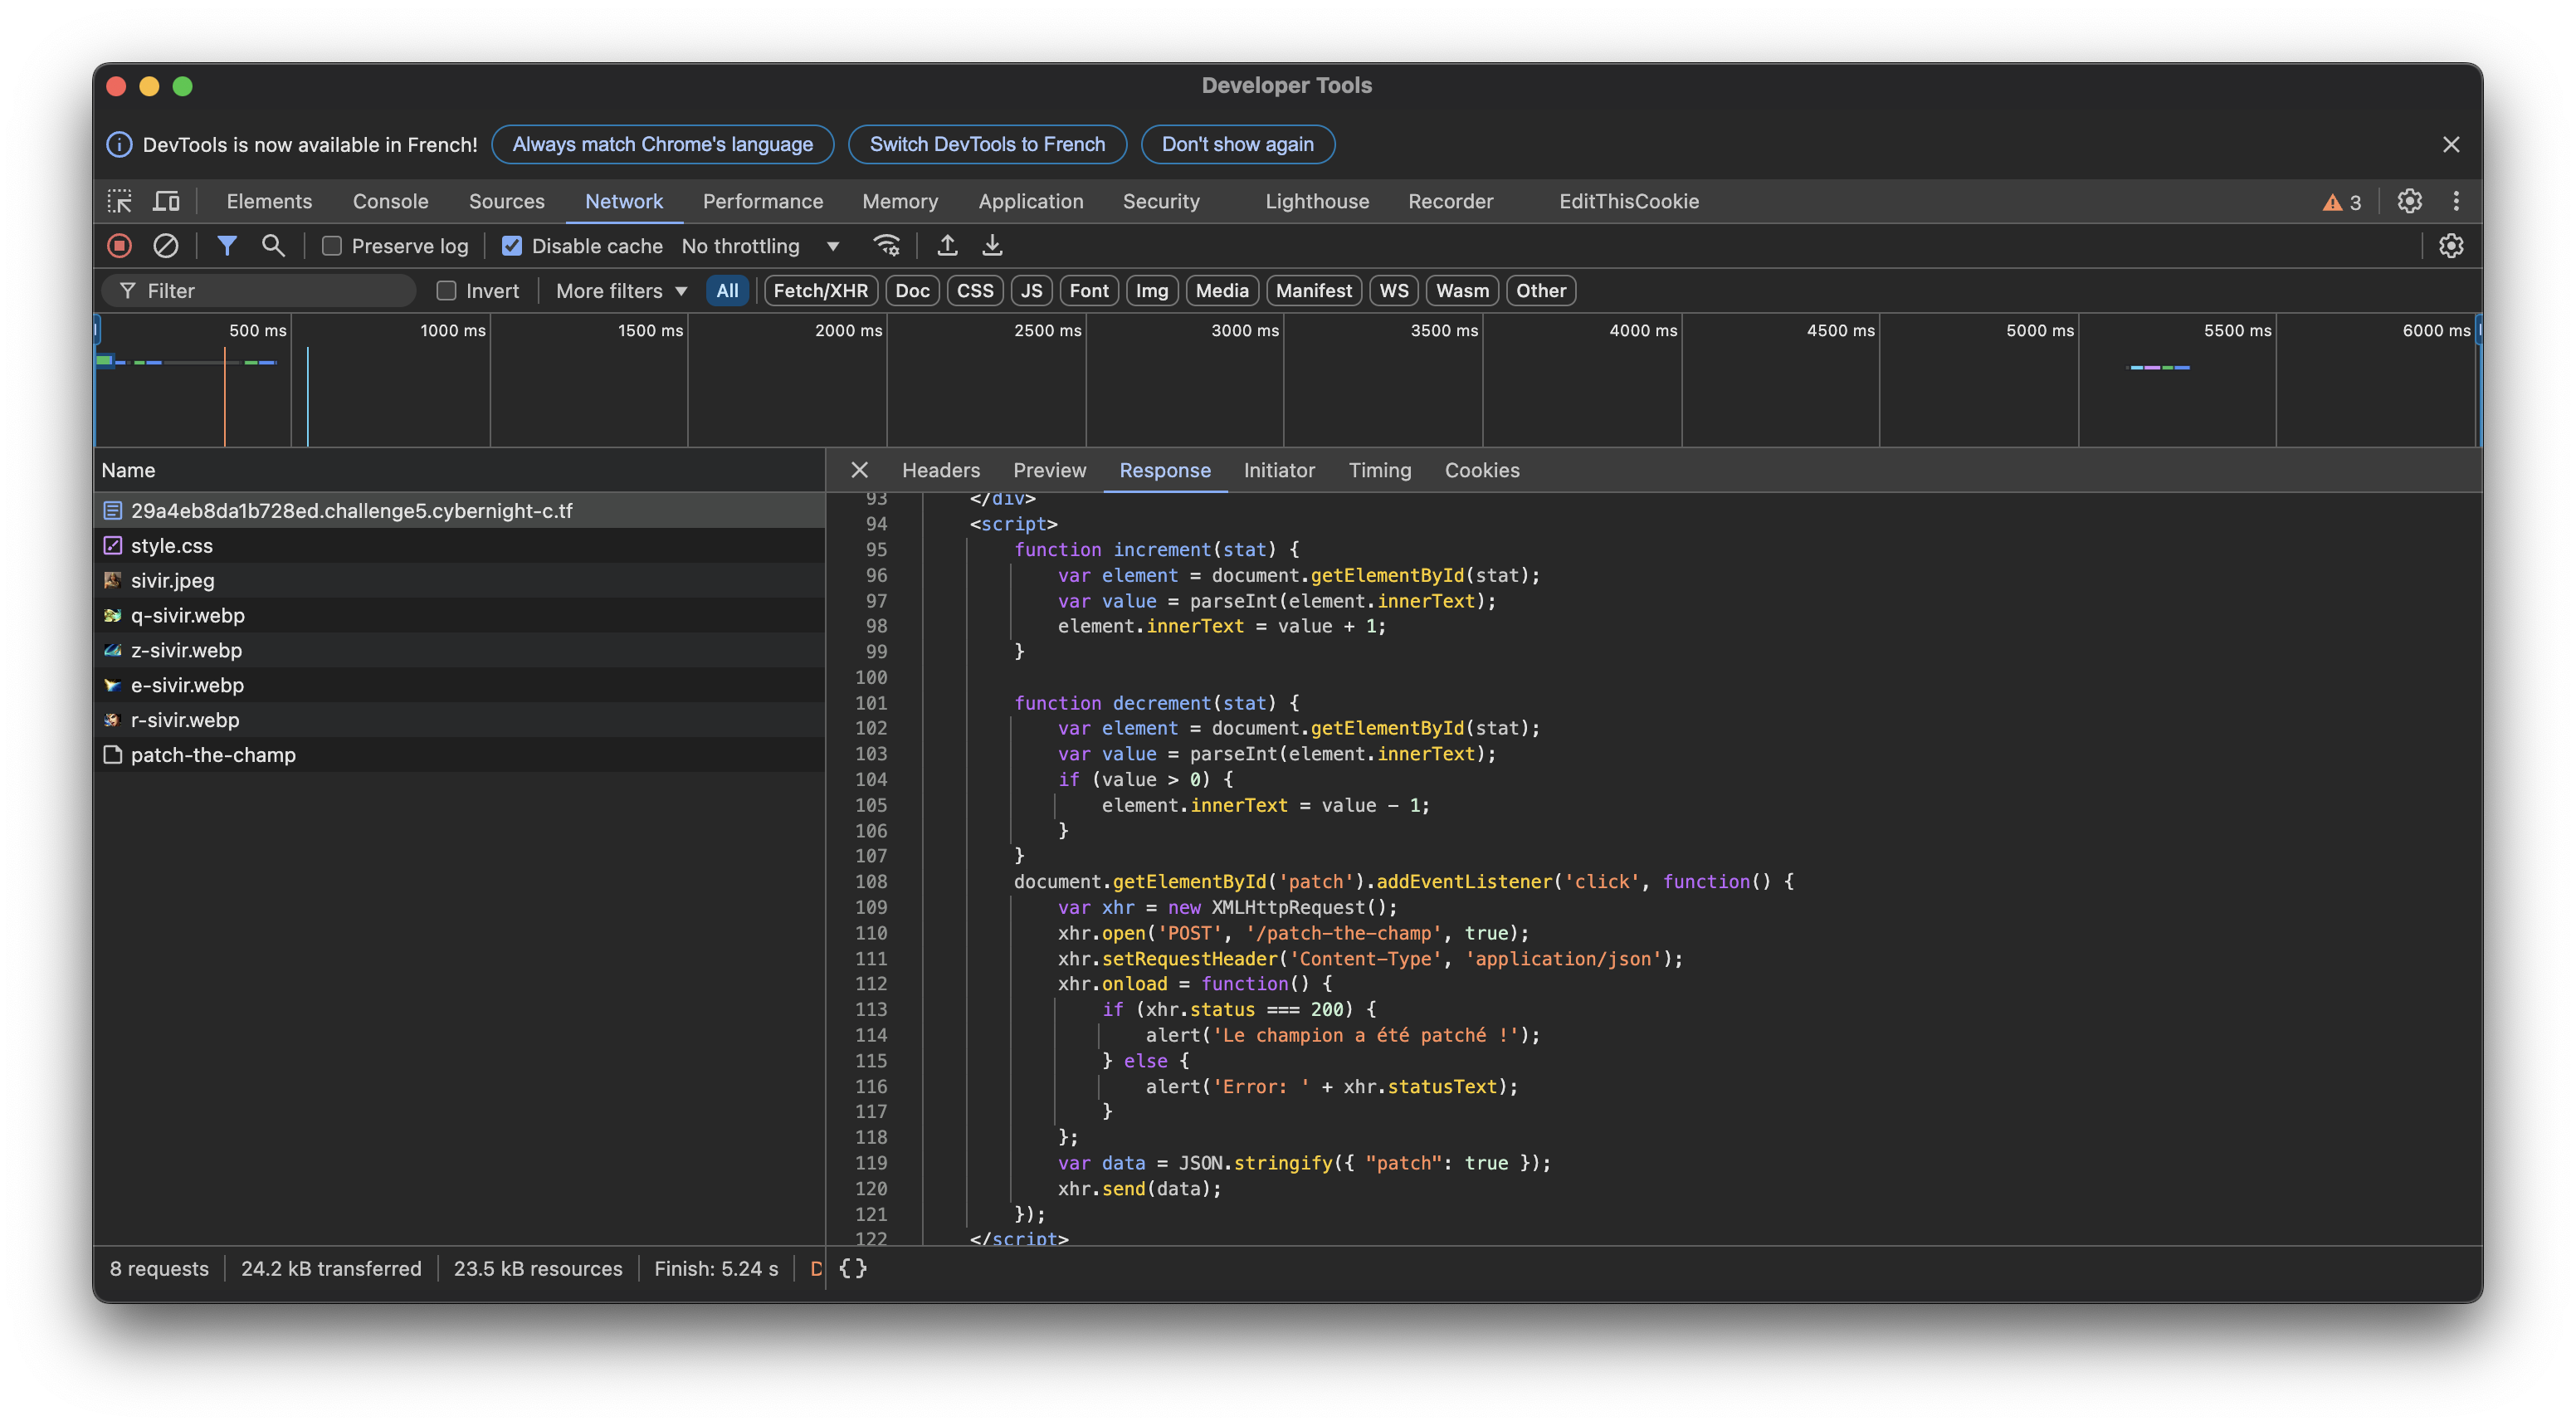 Developer Tools
DevTools is now available in French! Always match Chrome's language Switch DevTools to French Don't show again
Elements Console Sources Network Performance Memory Application Security Lighthouse Recorder EditThisCookie 3
Preserve log Disable cache No throttling
Filter Invert More filters All Fetch/XHR Doc CSS JS Font Img Media Manifest WS Wasm Other
500 ms 1000 ms 1500 ms 2000 ms 2500 ms 3000 ms 3500 ms 4000 ms 4500 ms 5000 ms 5500 ms 6000 ms
Name
29a4eb8da1b728ed.challenge5.cybernight-c.tf
style.css
sivir.jpeg
q-sivir.webp
z-sivir.webp
e-sivir.webp
r-sivir.webp
patch-the-champ
8 requests 24.2 kB transferred 23.5 kB resources Finish: 5.24 s D
Headers Preview Response Initiator Timing Cookies
93 </div>
94 <script>
95 function increment(stat) {
96 var element = document.getElementById(stat);
97 var value = parseInt(element.innerText);
98 element.innerText = value + 1;
99 }
100
101 function decrement(stat) {
102 var element = document.getElementById(stat);
103 var value = parseInt(element.innerText);
104 if (value > 0) {
105 element.innerText = value - 1;
106 }
107 }
108 document.getElementById('patch').addEventListener('click', function() {
109 var xhr = new XMLHttpRequest();
110 xhr.open('POST', '/patch-the-champ', true);
111 xhr.setRequestHeader('Content-Type', 'application/json');
112 xhr.onload = function() {
113 if (xhr.status === 200) {
114 alert('Le champion a été patché !');
115 } else {
116 alert('Error: ' + xhr.statusText);
117 }
118 };
119 var data = JSON.stringify({ "patch": true });
120 xhr.send(data);
121 });
122 </script>
{}